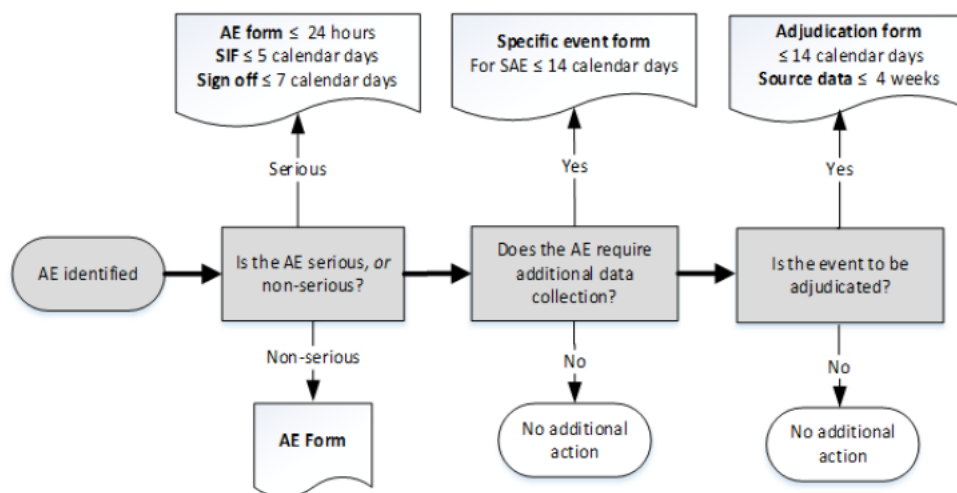 AE form ≤ 24 hours
SIF ≤ 5 calendar days
Sign off ≤ 7 calendar days
Specific event form
For SAE ≤ 14 calendar days
Adjudication form
≤ 14 calendar days
Source data ≤ 4 weeks
Serious
Yes
Yes
AE identified
Is the AE serious, or
non-serious?
Does the AE require
additional data
collection?
Is the event to be
adjudicated?
Non-serious
No
No
AE Form
No additional
action
No additional
action